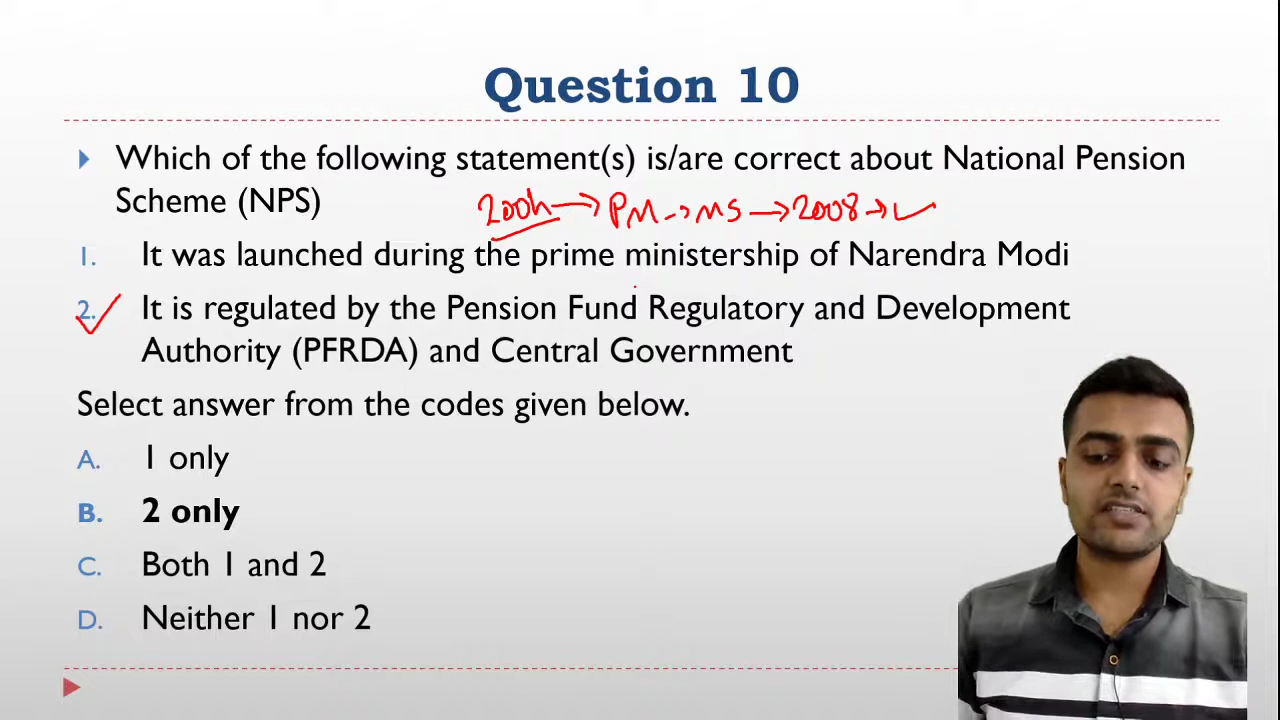 Question 10
Which of the following statement(s) is/are correct about National Pension
Scheme (NPS)
2004 → PM → MS → 2008 → ✓
1. It was launched during the prime ministership of Narendra Modi
2. It is regulated by the Pension Fund Regulatory and Development
Authority (PFRDA) and Central Government
Select answer from the codes given below.
A. 1 only
B. 2 only
C. Both 1 and 2
D. Neither 1 nor 2